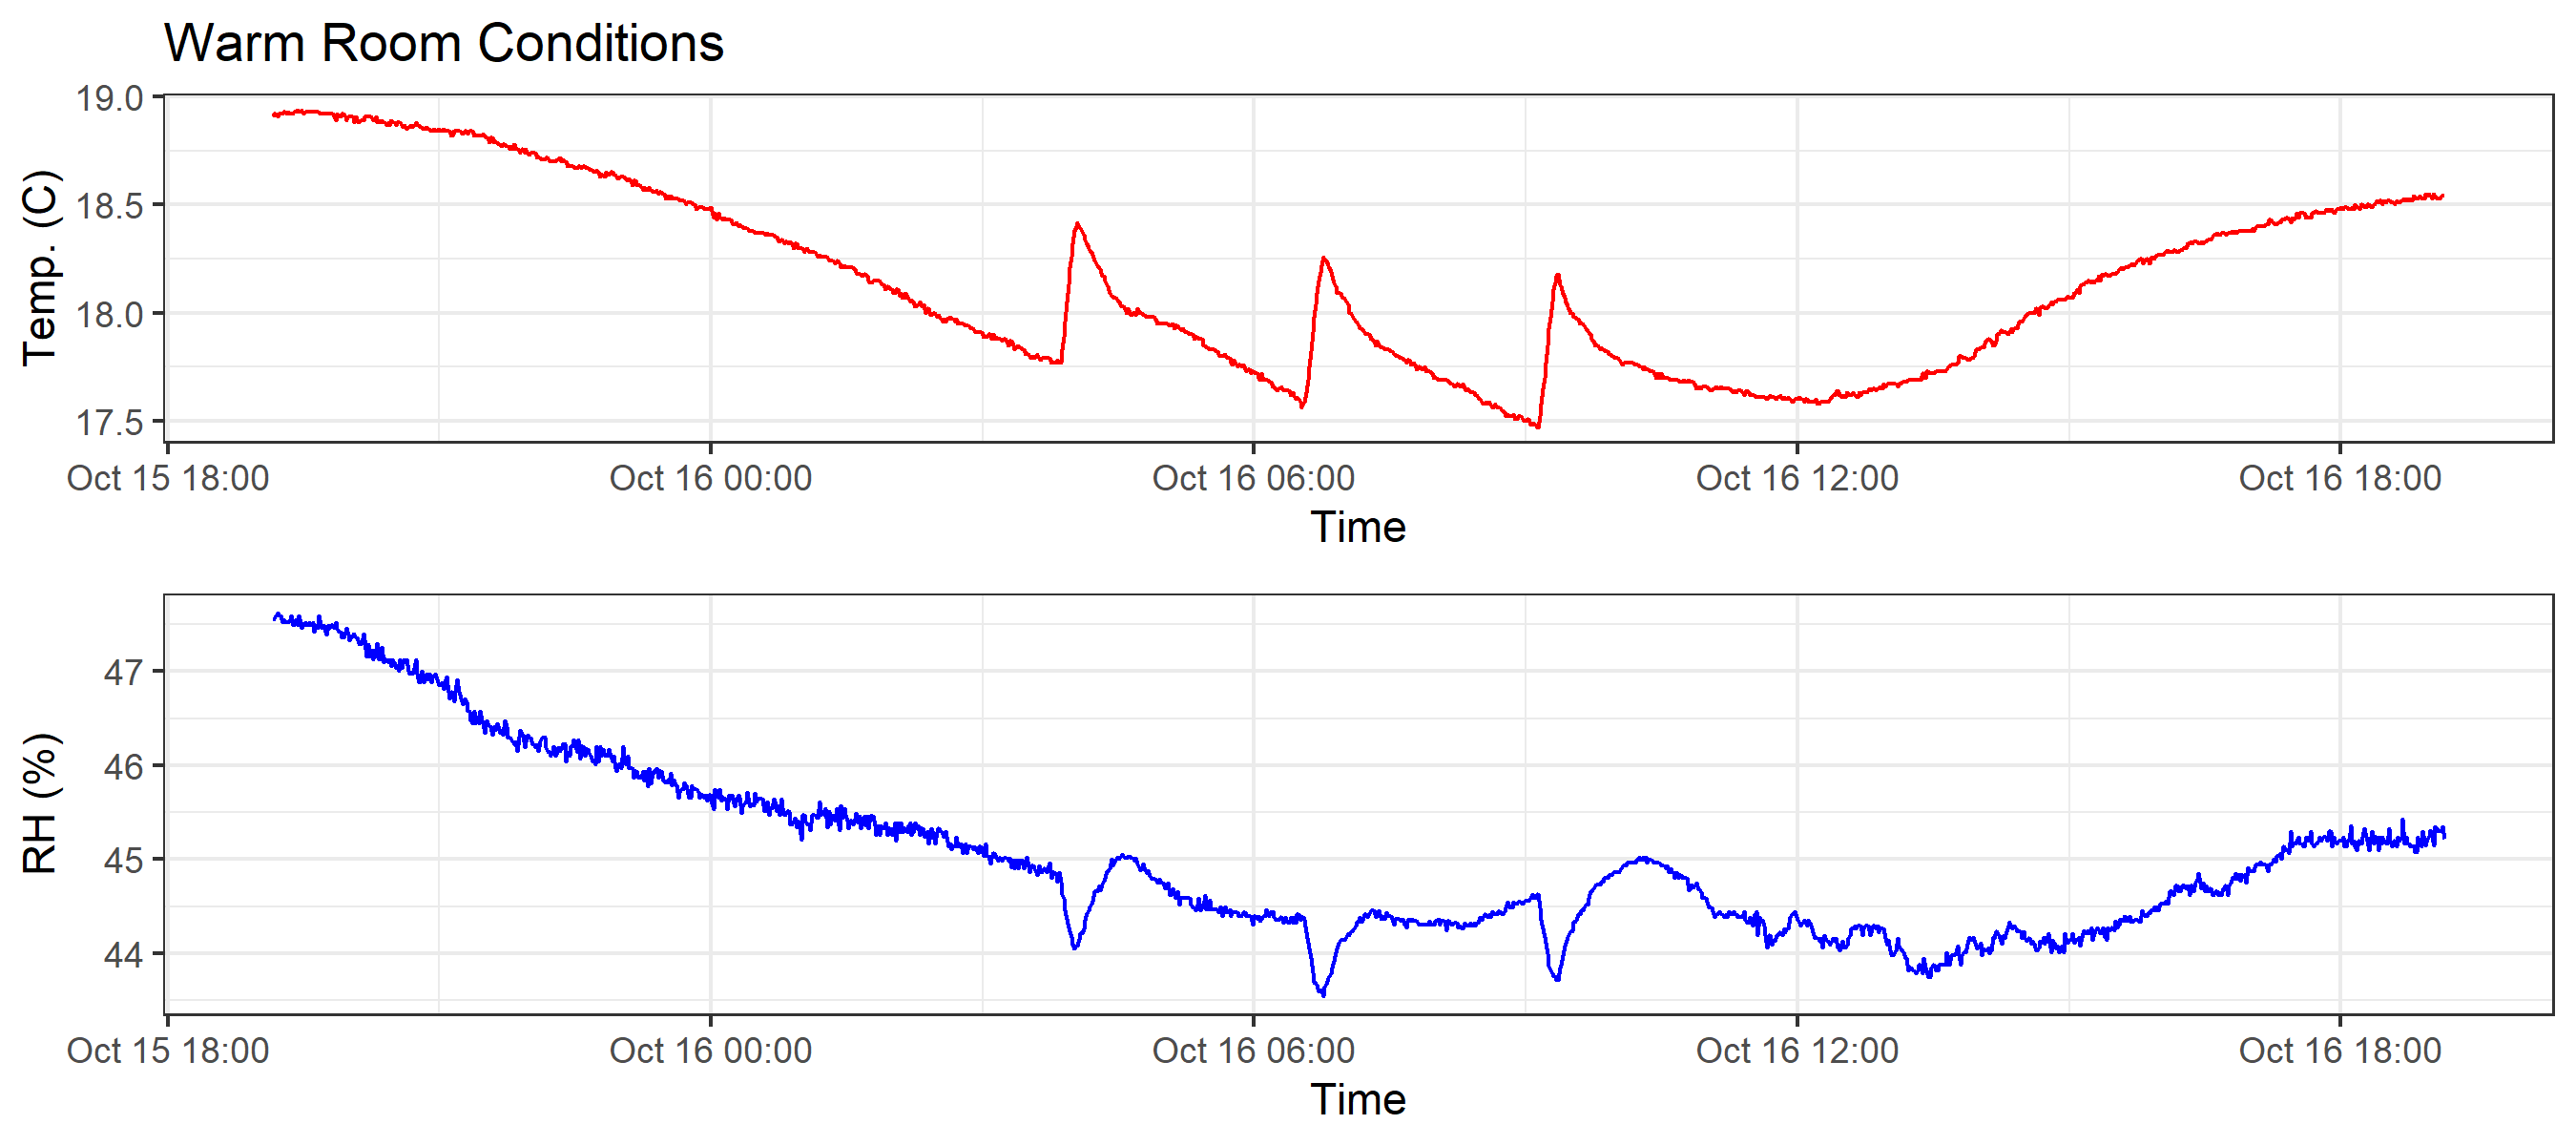 Warm Room Conditions
19.0
18.5
18.0
17.5
Temp. (C)
Oct 15 18:00 Oct 16 00:00 Oct 16 06:00 Oct 16 12:00 Oct 16 18:00
Time
47
46
45
44
RH (%)
Oct 15 18:00 Oct 16 00:00 Oct 16 06:00 Oct 16 12:00 Oct 16 18:00
Time